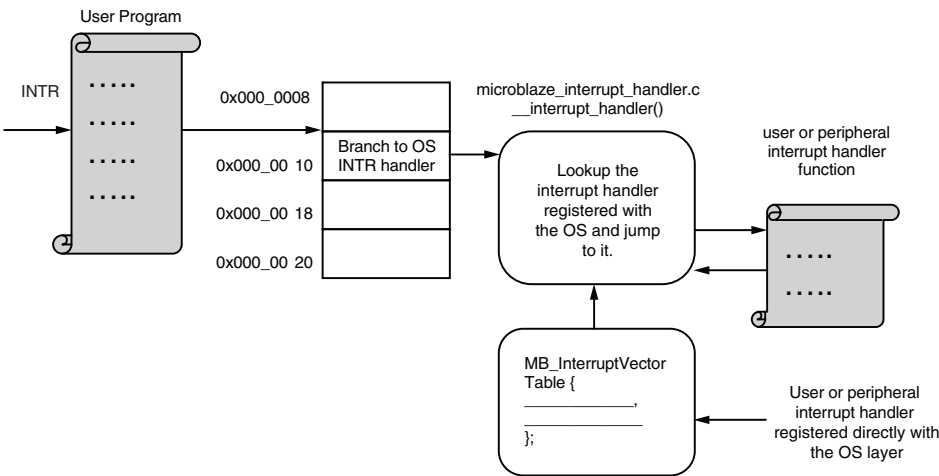 User Program
INTR
0x000_0008
0x000_00 10
0x000_00 18
0x000_00 20
Branch to OS
INTR handler
microblaze_interrupt_handler.c
__interrupt_handler()
Lookup the
interrupt handler
registered with
the OS and jump
to it.
user or peripheral
interrupt handler
function
MB_InterruptVector
Table {
______________,
_______________
};
User or peripheral
interrupt handler
registered directly with
the OS layer